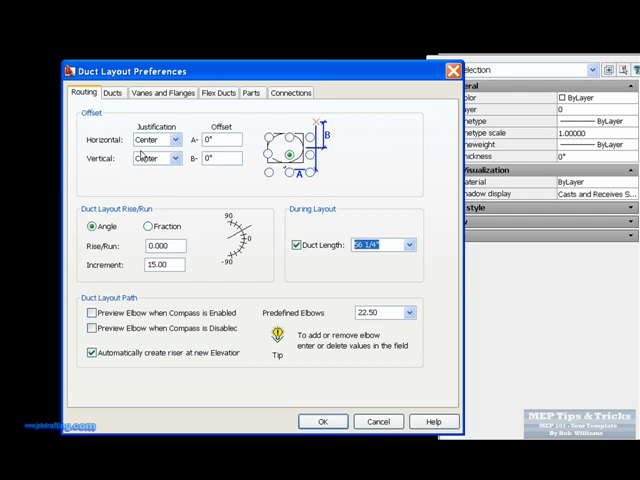 Duct Layout Preferences
Routing Ducts Vanes and Flanges Flex Ducts Parts Connections
Offset
Justification Offset
Horizontal: Center A- 0"
Vertical: Center B- 0"
B
A
Duct Layout Rise/Run
Angle Fraction
Rise/Run: 0.000
Increment: 15.00
90
0
-90
During Layout
Duct Length: 56 1/4"
Duct Layout Path
Preview Elbow when Compass is Enabled
Preview Elbow when Compass is Disablec
Automatically create riser at new Elevatior
Predefined Elbows 22.50
To add or remove elbow
enter or delete values in the field
Tip
OK Cancel Help
election
neral
olor ByLayer
ayer 0
netype ByLayer
netype scale 1.00000
neweight ByLayer
hickness 0"
Visualization
aterial ByLayer
hadow display Casts and Receives S...
t style
MEP Tips & Tricks
MEP 101 - Your Template
By Rob Williams